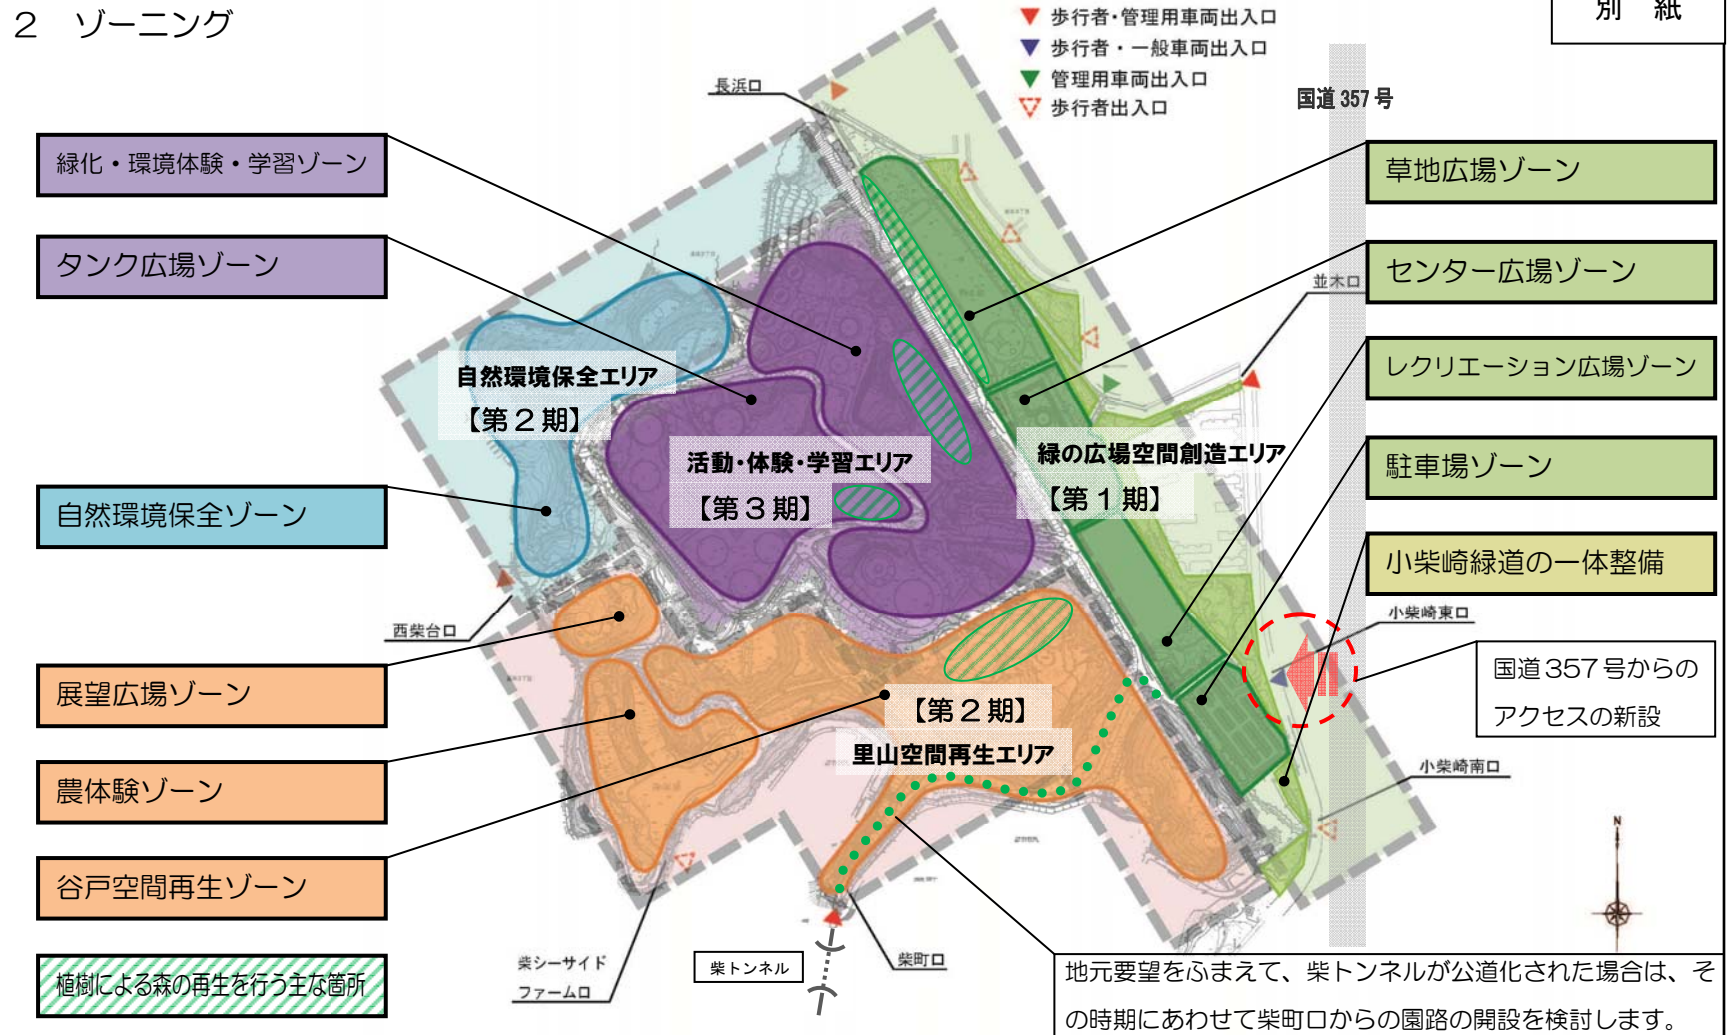 2 ゾーニング
別 紙
歩行者・管理用車両出入口
歩行者・一般車両出入口
管理用車両出入口
歩行者出入口
国道357号
長浜口
緑化・環境体験・学習ゾーン
タンク広場ゾーン
自然環境保全ゾーン
展望広場ゾーン
農体験ゾーン
谷戸空間再生ゾーン
植樹による森の再生を行う主な箇所
草地広場ゾーン
センター広場ゾーン
レクリエーション広場ゾーン
駐車場ゾーン
小柴崎緑道の一体整備
並木口
自然環境保全エリア
【第2期】
活動・体験・学習エリア
【第3期】
緑の広場空間創造エリア
【第1期】
【第2期】
里山空間再生エリア
西柴台口
小柴崎東口
国道357号からの
アクセスの新設
小柴崎南口
N
柴シーサイド
ファーム口
柴トンネル
柴町口
地元要望をふまえて、柴トンネルが公道化された場合は、そ
の時期にあわせて柴町口からの園路の開設を検討します。